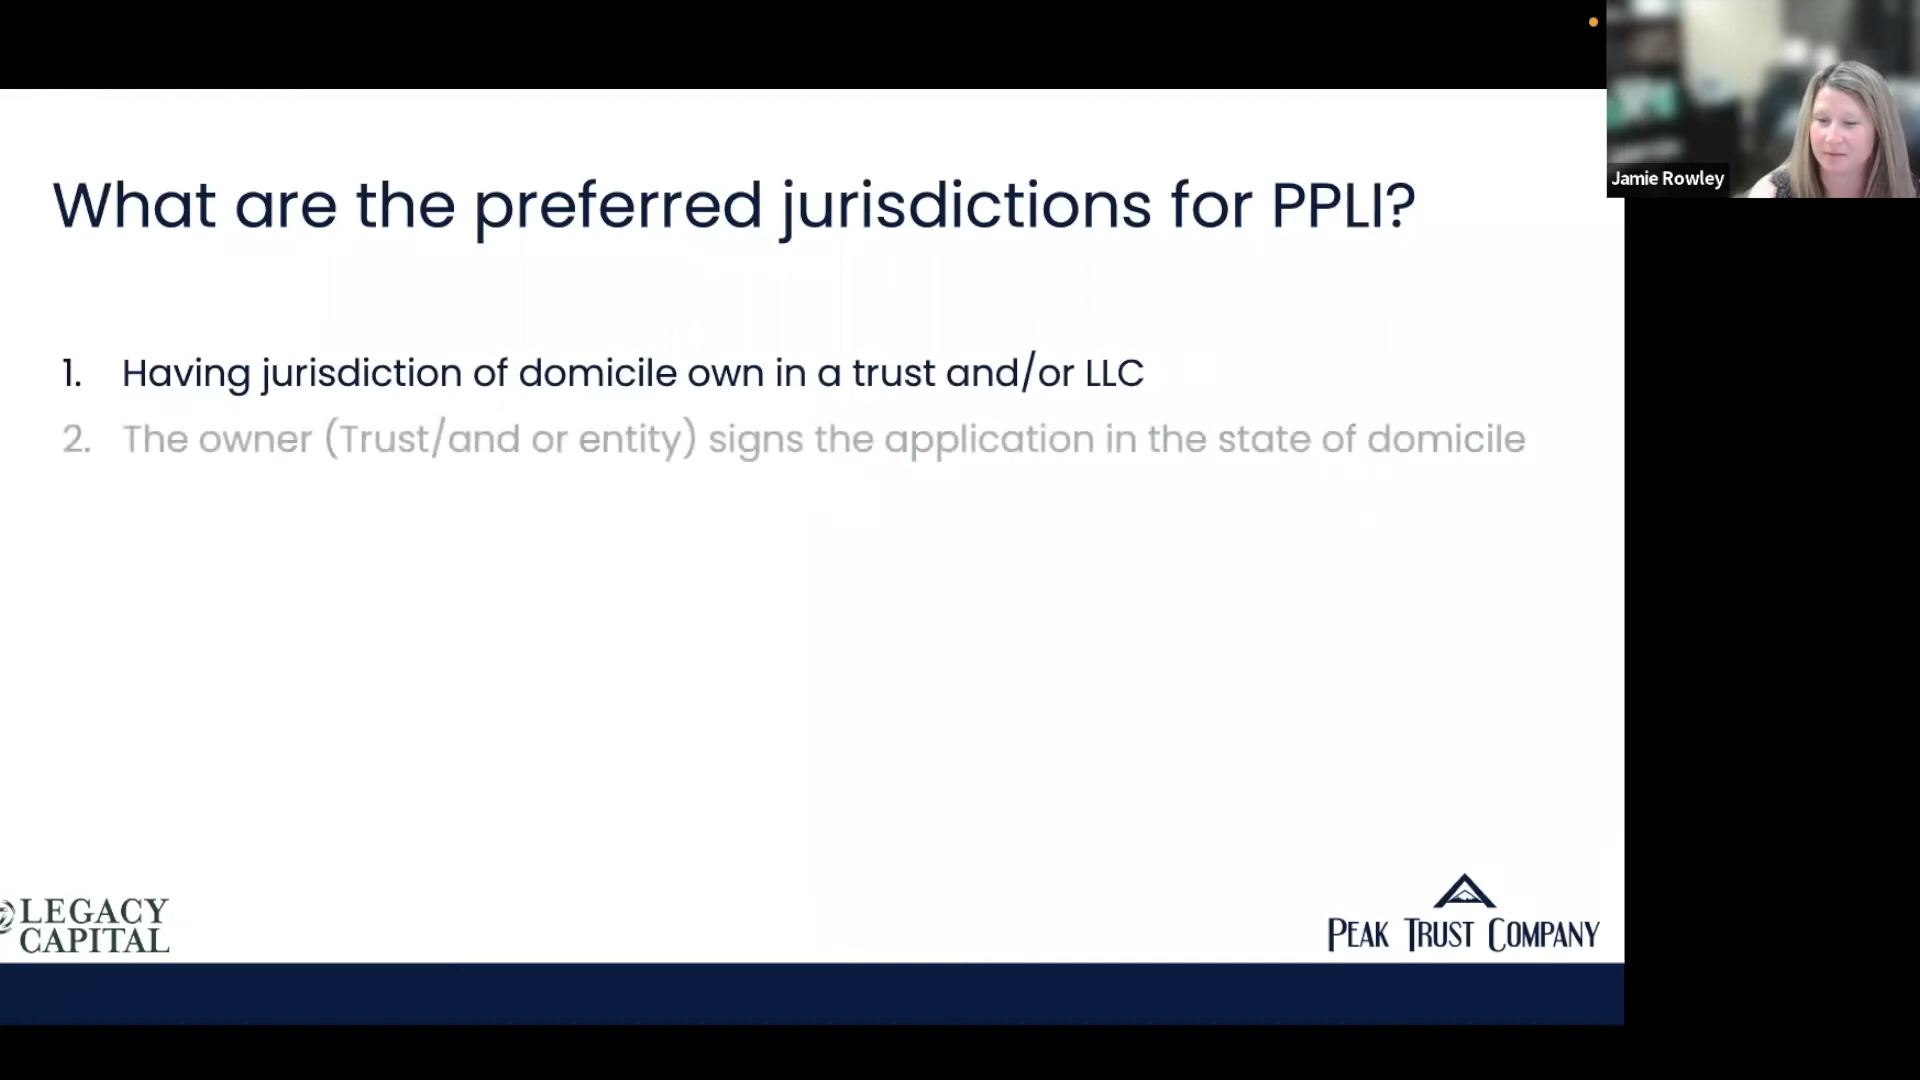 Jamie Rowley
What are the preferred jurisdictions for PPLI?
1. Having jurisdiction of domicile own in a trust and/or LLC
2. The owner (Trust/and or entity) signs the application in the state of domicile
LEGACY
CAPITAL
PEAK TRUST COMPANY